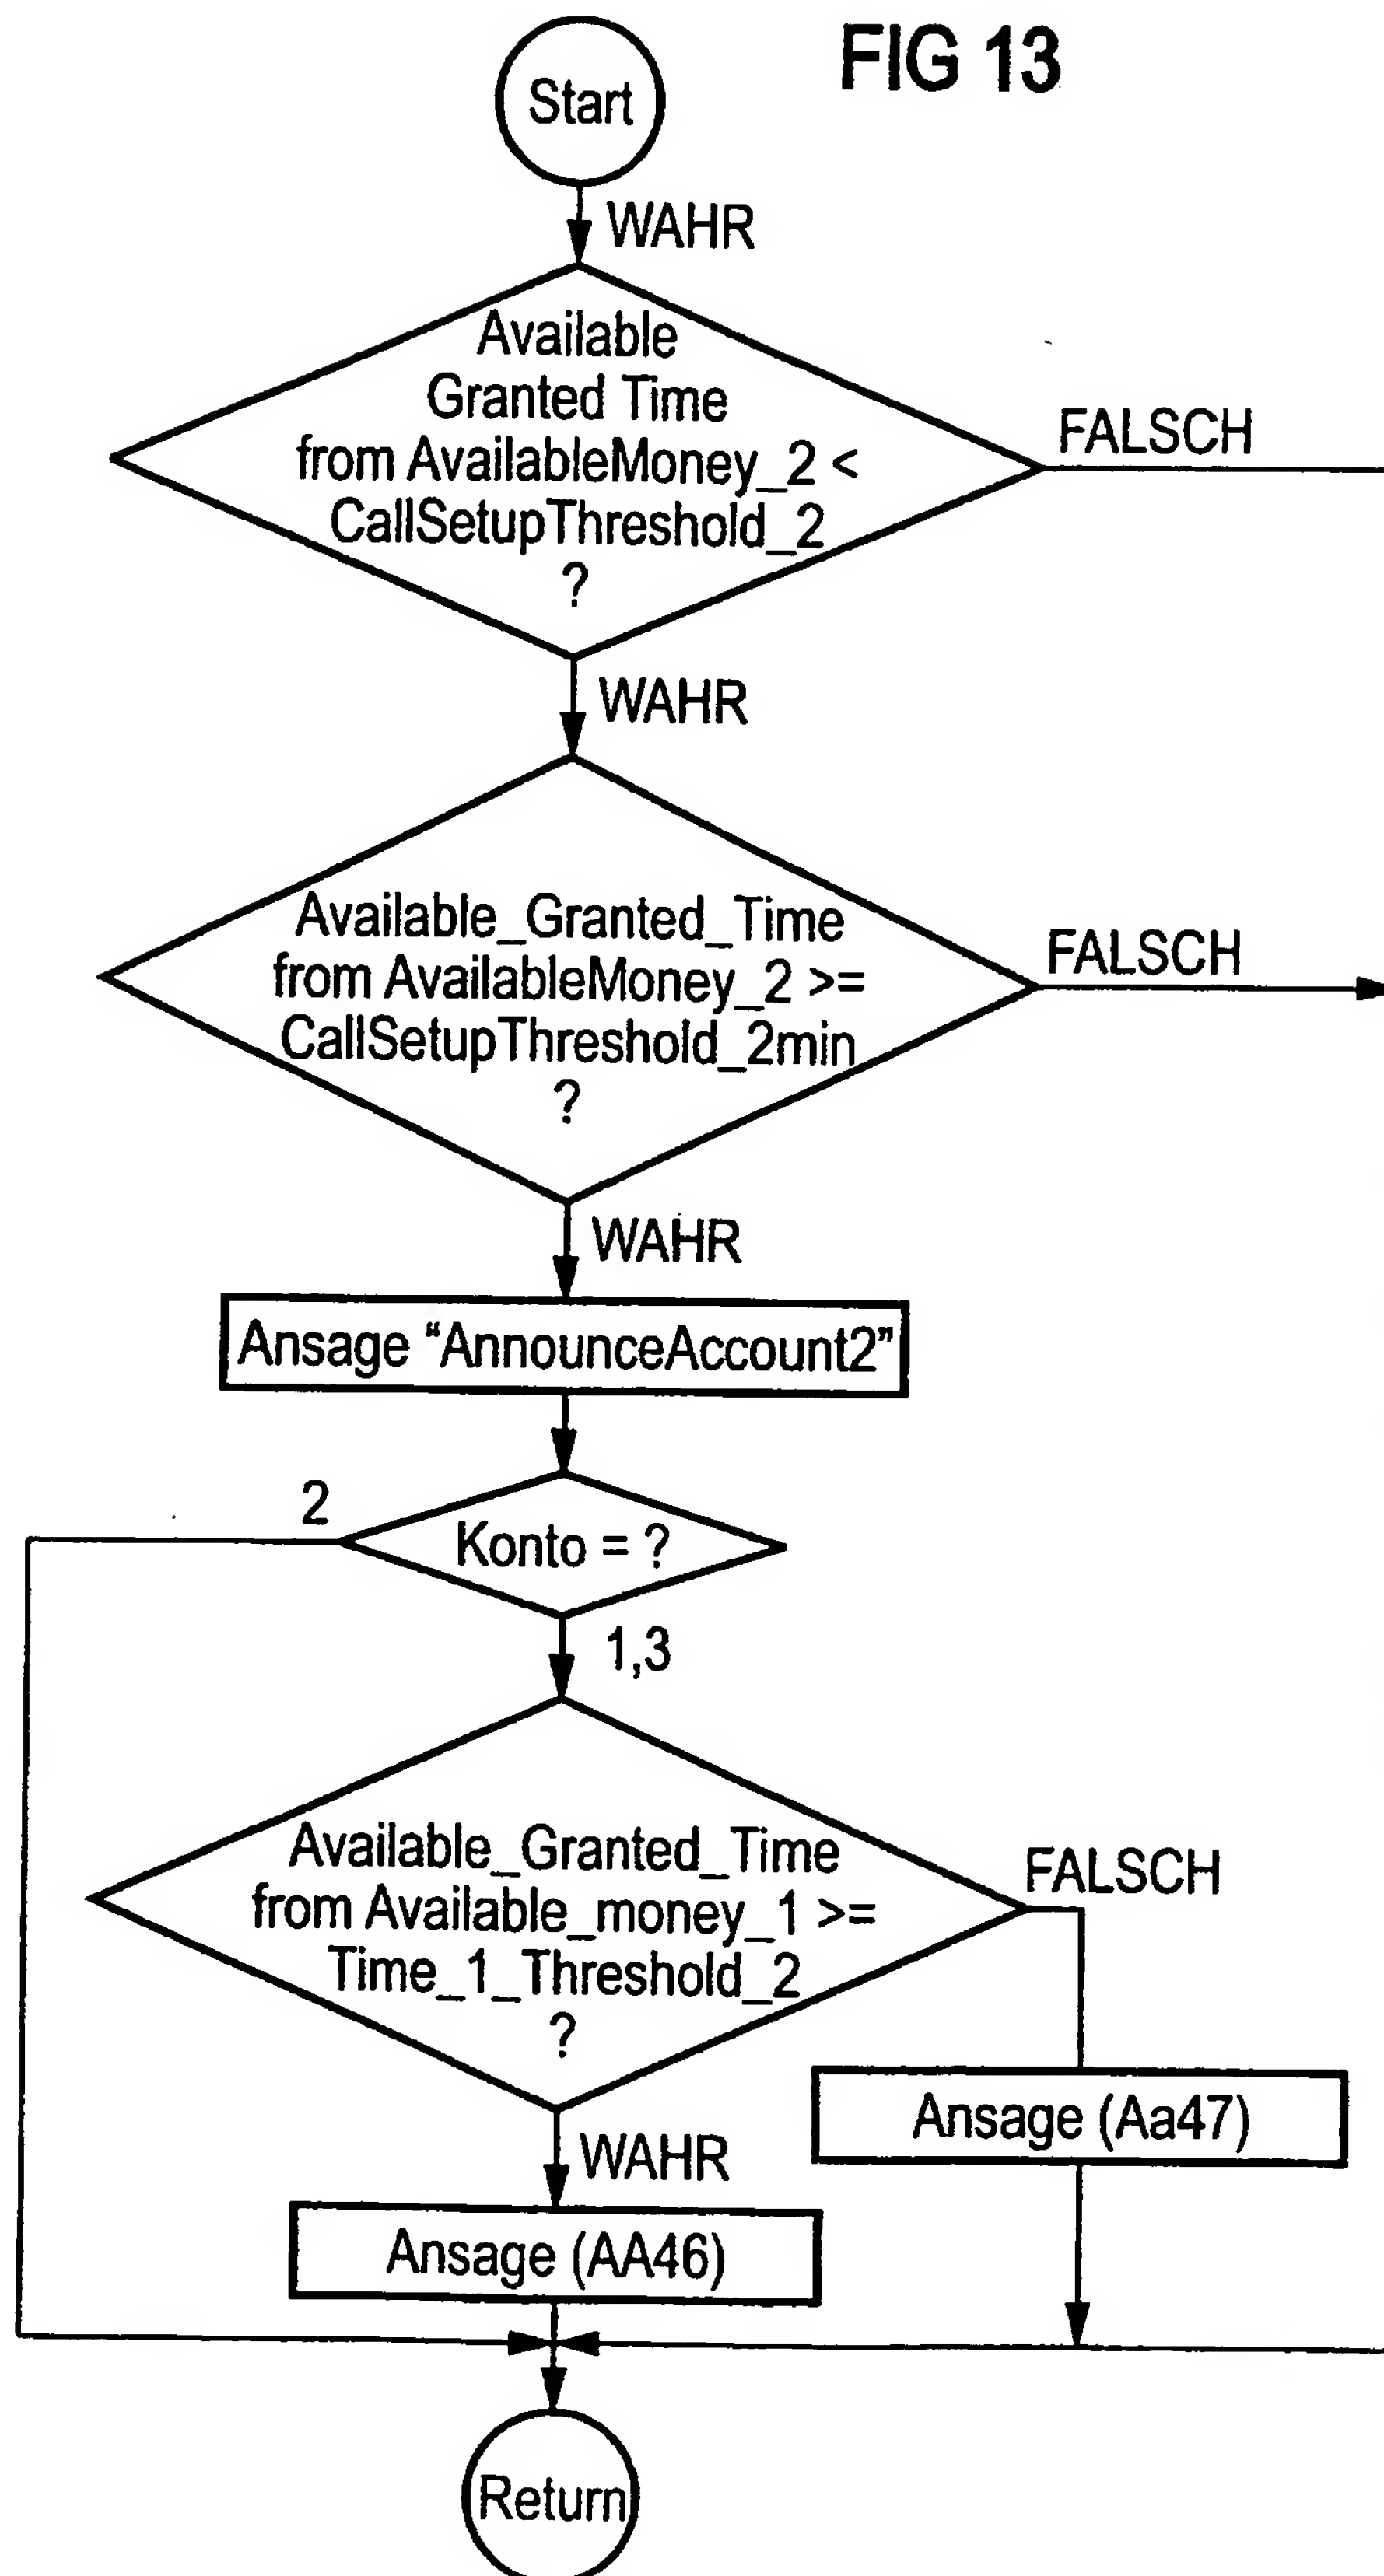 FIG 13
Start
WAHR
Available
Granted Time
from AvailableMoney_2 <
CallSetupThreshold_2
?
FALSCH
WAHR
Available_Granted_Time
from AvailableMoney_2 >=
CallSetupThreshold_2min
?
FALSCH
WAHR
Ansage “AnnounceAccount2”
2
Konto = ?
1,3
Available_Granted_Time
from Available_money_1 >=
Time_1_Threshold_2
?
FALSCH
Ansage (Aa47)
WAHR
Ansage (AA46)
Return